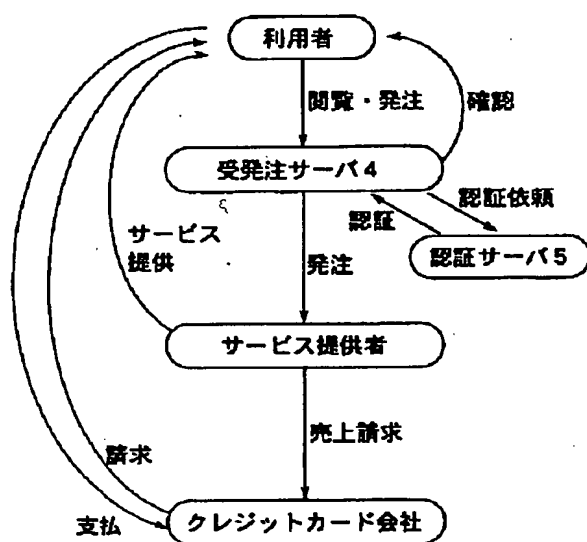 利用者
閲覧・発注
確認
受発注サーバ4
認証依頼
認証
サービス
提供
発注
認証サーバ5
サービス提供者
売上請求
請求
支払
クレジットカード会社